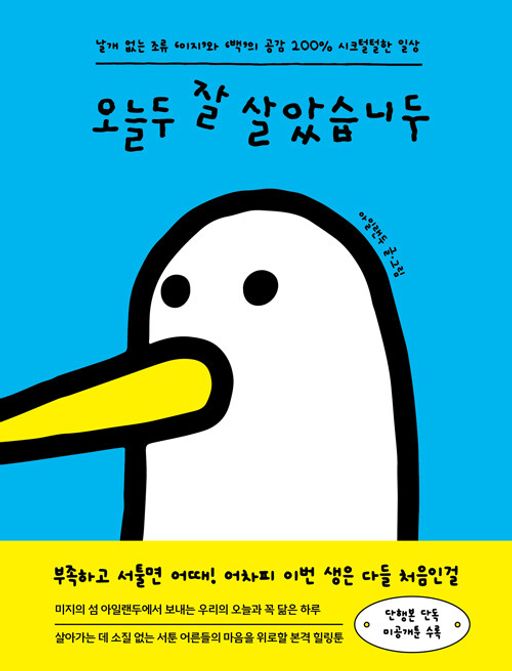 날개 없는 조류 '이지'와 '백'의 공감 200% 시크털털한 일상
오늘두 잘 살았습니두
아일랜두 글·그림
부족하고 서툴면 어때! 어차피 이번 생은 다들 처음인걸
미지의 섬 아일랜두에서 보내는 우리의 오늘과 꼭 닮은 하루
살아가는 데 소질 없는 서툰 어른들의 마음을 위로할 본격 힐링툰
단행본 단독
미공개툰 수록